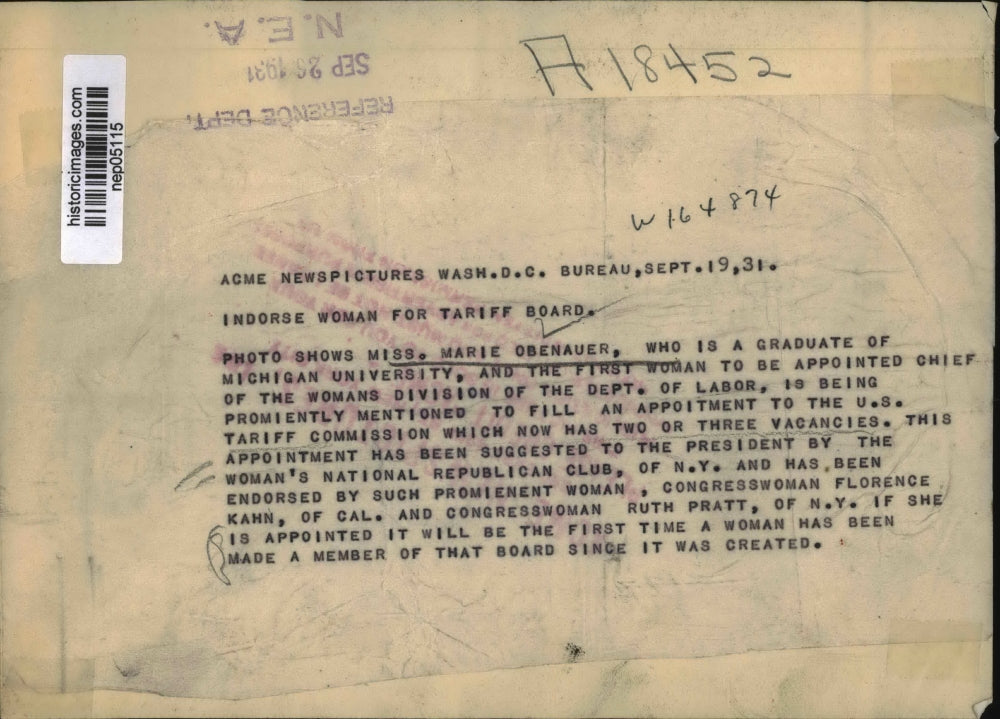 N.E.A.
SEP 26 1931
REFERENCE DEPT.
A18452
historicimages.com
nep05115
W164874
ACME NEWSPICTURES WASH.D.C. BUREAU,SEPT.19,31.
INDORSE WOMAN FOR TARIFF BOARD.
PHOTO SHOWS MISS. MARIE OBENAUER, WHO IS A GRADUATE OF
MICHIGAN UNIVERSITY, AND THE FIRST WOMAN TO BE APPOINTED CHIEF
OF THE WOMANS DIVISION OF THE DEPT. OF LABOR, IS BEING
PROMIENTLY MENTIONED TO FILL AN APPOITMENT TO THE U.S.
TARIFF COMMISSION WHICH NOW HAS TWO OR THREE VACANCIES. THIS
APPOINTMENT HAS BEEN SUGGESTED TO THE PRESIDENT BY THE
WOMAN'S NATIONAL REPUBLICAN CLUB, OF N.Y. AND HAS BEEN
ENDORSED BY SUCH PROMIENENT WOMAN , CONGRESSWOMAN FLORENCE
KAHN, OF CAL. AND CONGRESSWOMAN RUTH PRATT, OF N.Y. IF SHE
IS APPOINTED IT WILL BE THE FIRST TIME A WOMAN HAS BEEN
MADE A MEMBER OF THAT BOARD SINCE IT WAS CREATED.